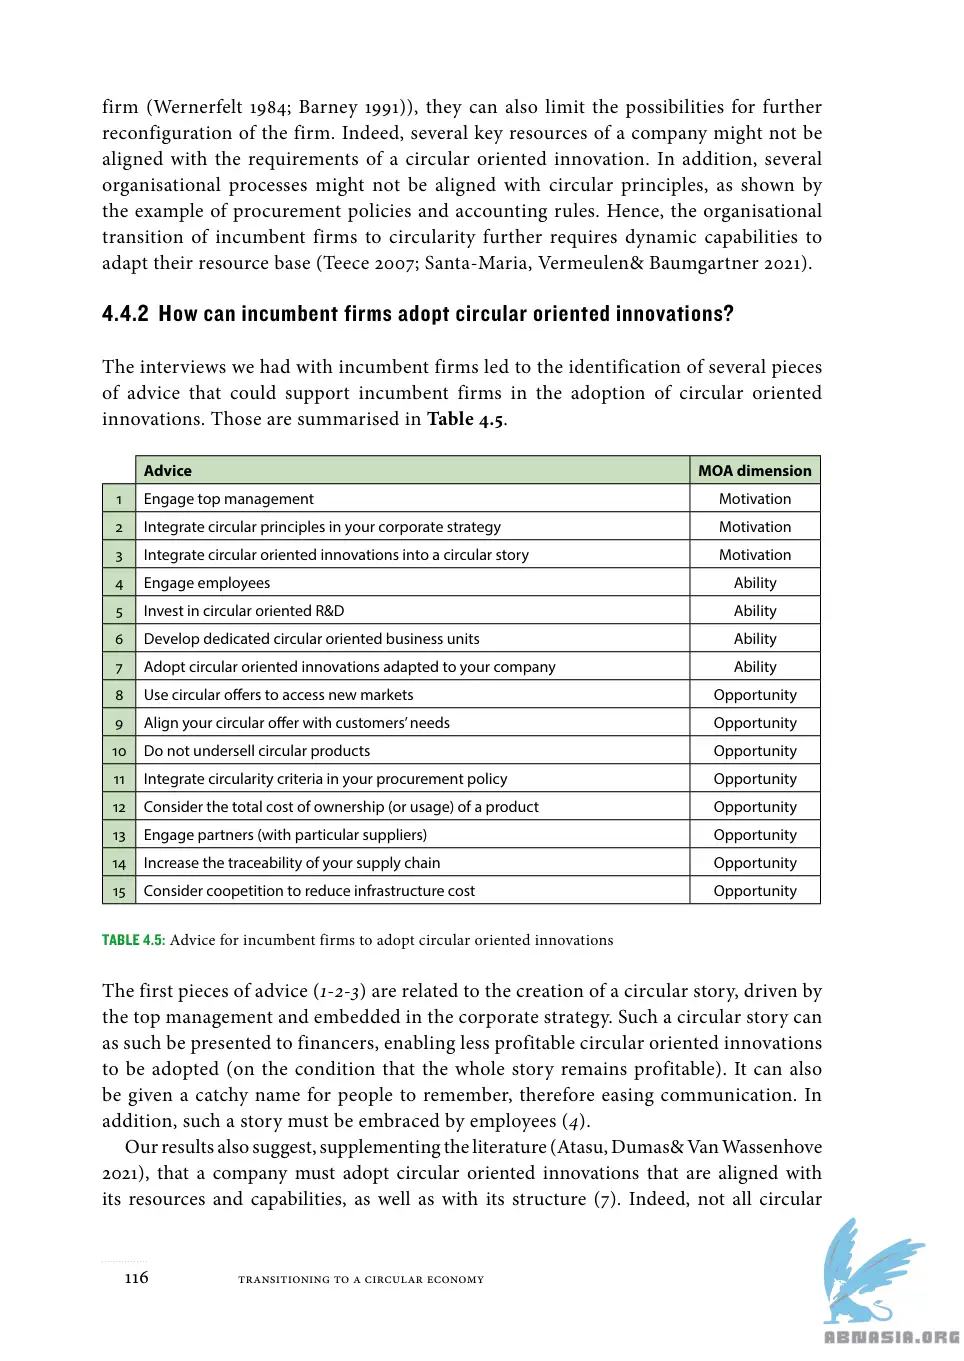 firm (Wernerfelt 1984; Barney 1991)), they can also limit the possibilities for further
reconfiguration of the firm. Indeed, several key resources of a company might not be
aligned with the requirements of a circular oriented innovation. In addition, several
organisational processes might not be aligned with circular principles, as shown by
the example of procurement policies and accounting rules. Hence, the organisational
transition of incumbent firms to circularity further requires dynamic capabilities to
adapt their resource base (Teece 2007; Santa-Maria, Vermeulen& Baumgartner 2021).
4.4.2 How can incumbent firms adopt circular oriented innovations?
The interviews we had with incumbent firms led to the identification of several pieces
of advice that could support incumbent firms in the adoption of circular oriented
innovations. Those are summarised in Table 4.5.
Advice MOA dimension
1 Engage top management Motivation
2 Integrate circular principles in your corporate strategy Motivation
3 Integrate circular oriented innovations into a circular story Motivation
4 Engage employees Ability
5 Invest in circular oriented R&D Ability
6 Develop dedicated circular oriented business units Ability
7 Adopt circular oriented innovations adapted to your company Ability
8 Use circular offers to access new markets Opportunity
9 Align your circular offer with customers' needs Opportunity
10 Do not undersell circular products Opportunity
11 Integrate circularity criteria in your procurement policy Opportunity
12 Consider the total cost of ownership (or usage) of a product Opportunity
13 Engage partners (with particular suppliers) Opportunity
14 Increase the traceability of your supply chain Opportunity
15 Consider coopetition to reduce infrastructure cost Opportunity
TABLE 4.5: Advice for incumbent firms to adopt circular oriented innovations
The first pieces of advice (1-2-3) are related to the creation of a circular story, driven by
the top management and embedded in the corporate strategy. Such a circular story can
as such be presented to financers, enabling less profitable circular oriented innovations
to be adopted (on the condition that the whole story remains profitable). It can also
be given a catchy name for people to remember, therefore easing communication. In
addition, such a story must be embraced by employees (4).
Our results also suggest, supplementing the literature (Atasu, Dumas& Van Wassenhove
2021), that a company must adopt circular oriented innovations that are aligned with
its resources and capabilities, as well as with its structure (7). Indeed, not all circular
116 TRANSITIONING TO A CIRCULAR ECONOMY
ABNASIA.ORG